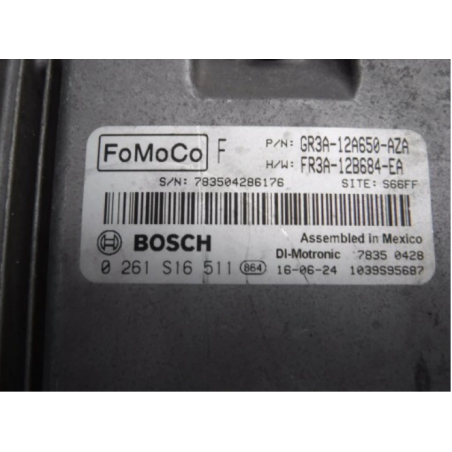 FoMoCo F P/N: GR3A-12A650-AZA
H/W: FR3A-12B684-EA
S/N: 783504286176 SITE: S66FF
BOSCH Assembled in Mexico
DI-Motronic 7835 0428
0 261 S16 511 864 16-06-24 1039S95687